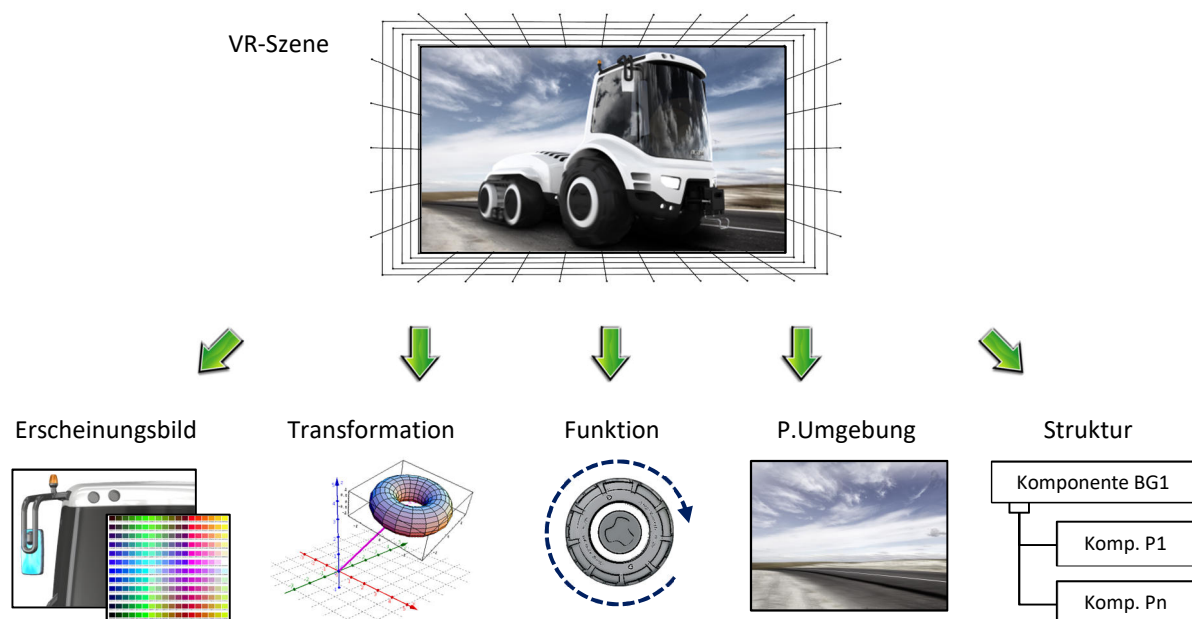 VR-Szene
Erscheinungsbild
Transformation
Funktion
P.Umgebung
Struktur
Komponente BG1
Komp. P1
Komp. Pn